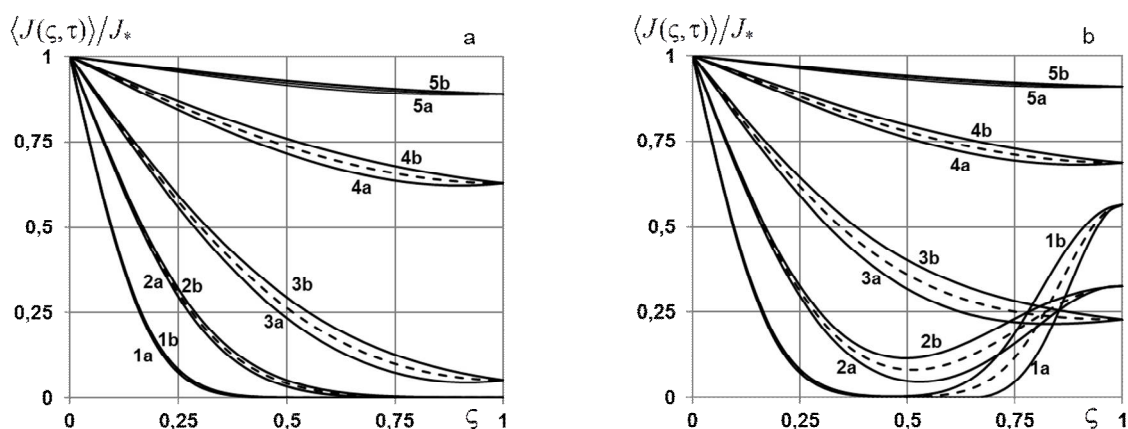 ⟨J(ς,τ)⟩/J* a
1
5b
5a
0,75
4b
4a
0,5
3b
2a 2b
3a
0,25
1b
1a
0
0 0,25 0,5 0,75 ς 1
⟨J(ς,τ)⟩/J* b
1
5b
5a
0,75
4b
4a
0,5
1b
3b
3a
0,25
2b
2a
1a
0
0 0,25 0,5 0,75 ς 1